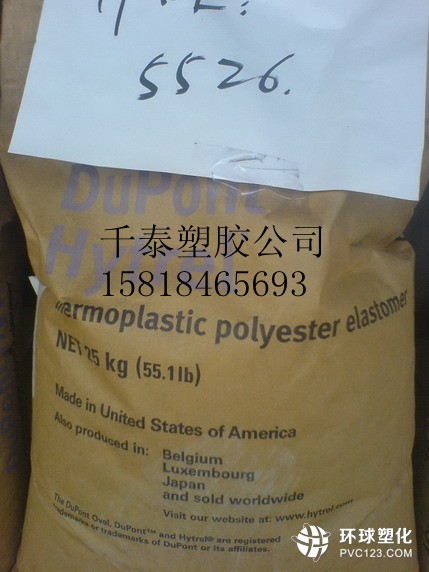 5526.
DuPont
Hytrel
千泰塑胶公司
15818465693
thermoplastic polyester elastomer
NET 25 kg (55.1 lb)
Made in United States of America
Also produced in:
Belgium
Luxembourg
Japan
and sold worldwide
Visit our website at: www.hytrel.com
The DuPont Oval, DuPont™ and Hytrel® are registered
trademarks or trademarks of DuPont or its affiliates.
环球塑化
PVC123.com